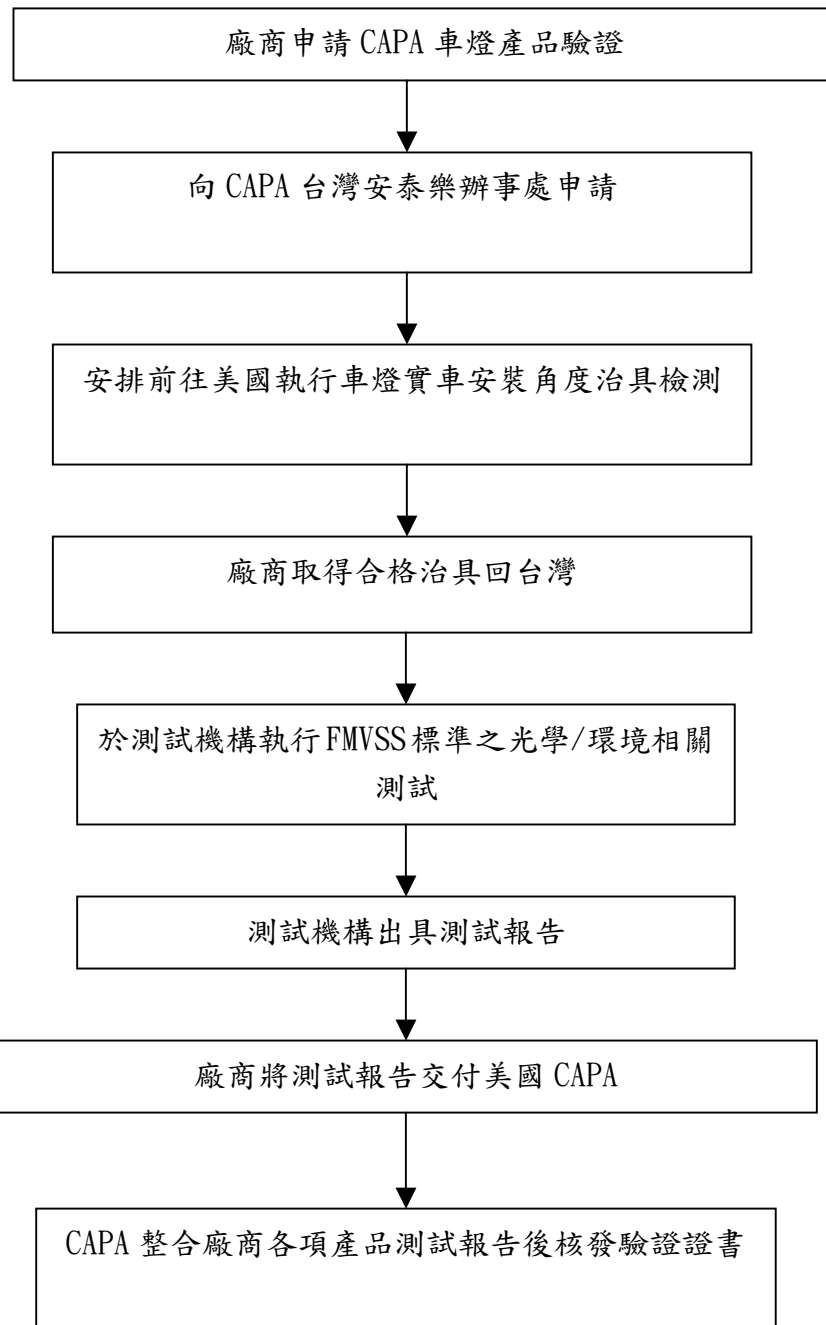 廠商申請 CAPA 車燈產品驗證
向 CAPA 台灣安泰樂辦事處申請
安排前往美國執行車燈實車安裝角度治具檢測
廠商取得合格治具回台灣
於測試機構執行 FMVSS 標準之光學/環境相關
測試
測試機構出具測試報告
廠商將測試報告交付美國 CAPA
CAPA 整合廠商各項產品測試報告後核發驗證證書